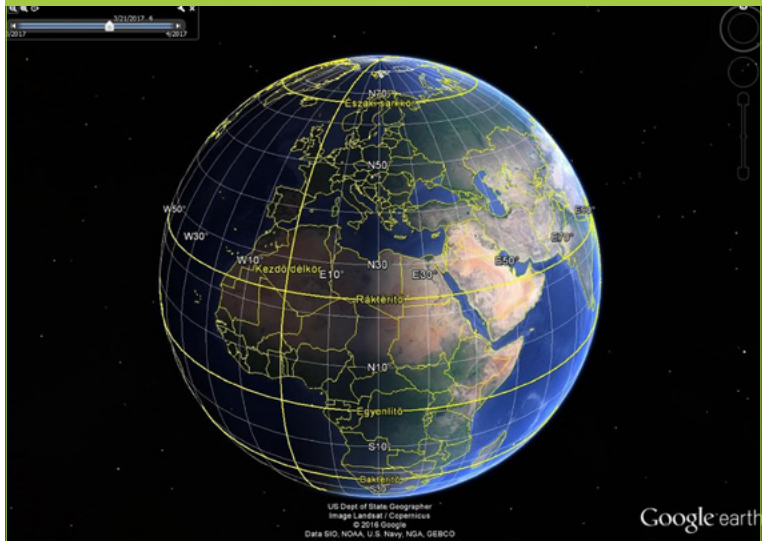 3/21/2017
4/2017
N70°
Északi sarkkör
N50
W50°
W30°
E70°
W10°
E50°
Kezdő délkör
E10°
N30
E30°
Ráktérítő
N10
Egyenlítő
S10
Baktérítő
US Dept of State Geographer
Image Landsat / Copernicus
© 2016 Google
Data SIO, NOAA, U.S. Navy, NGA, GEBCO
Google earth